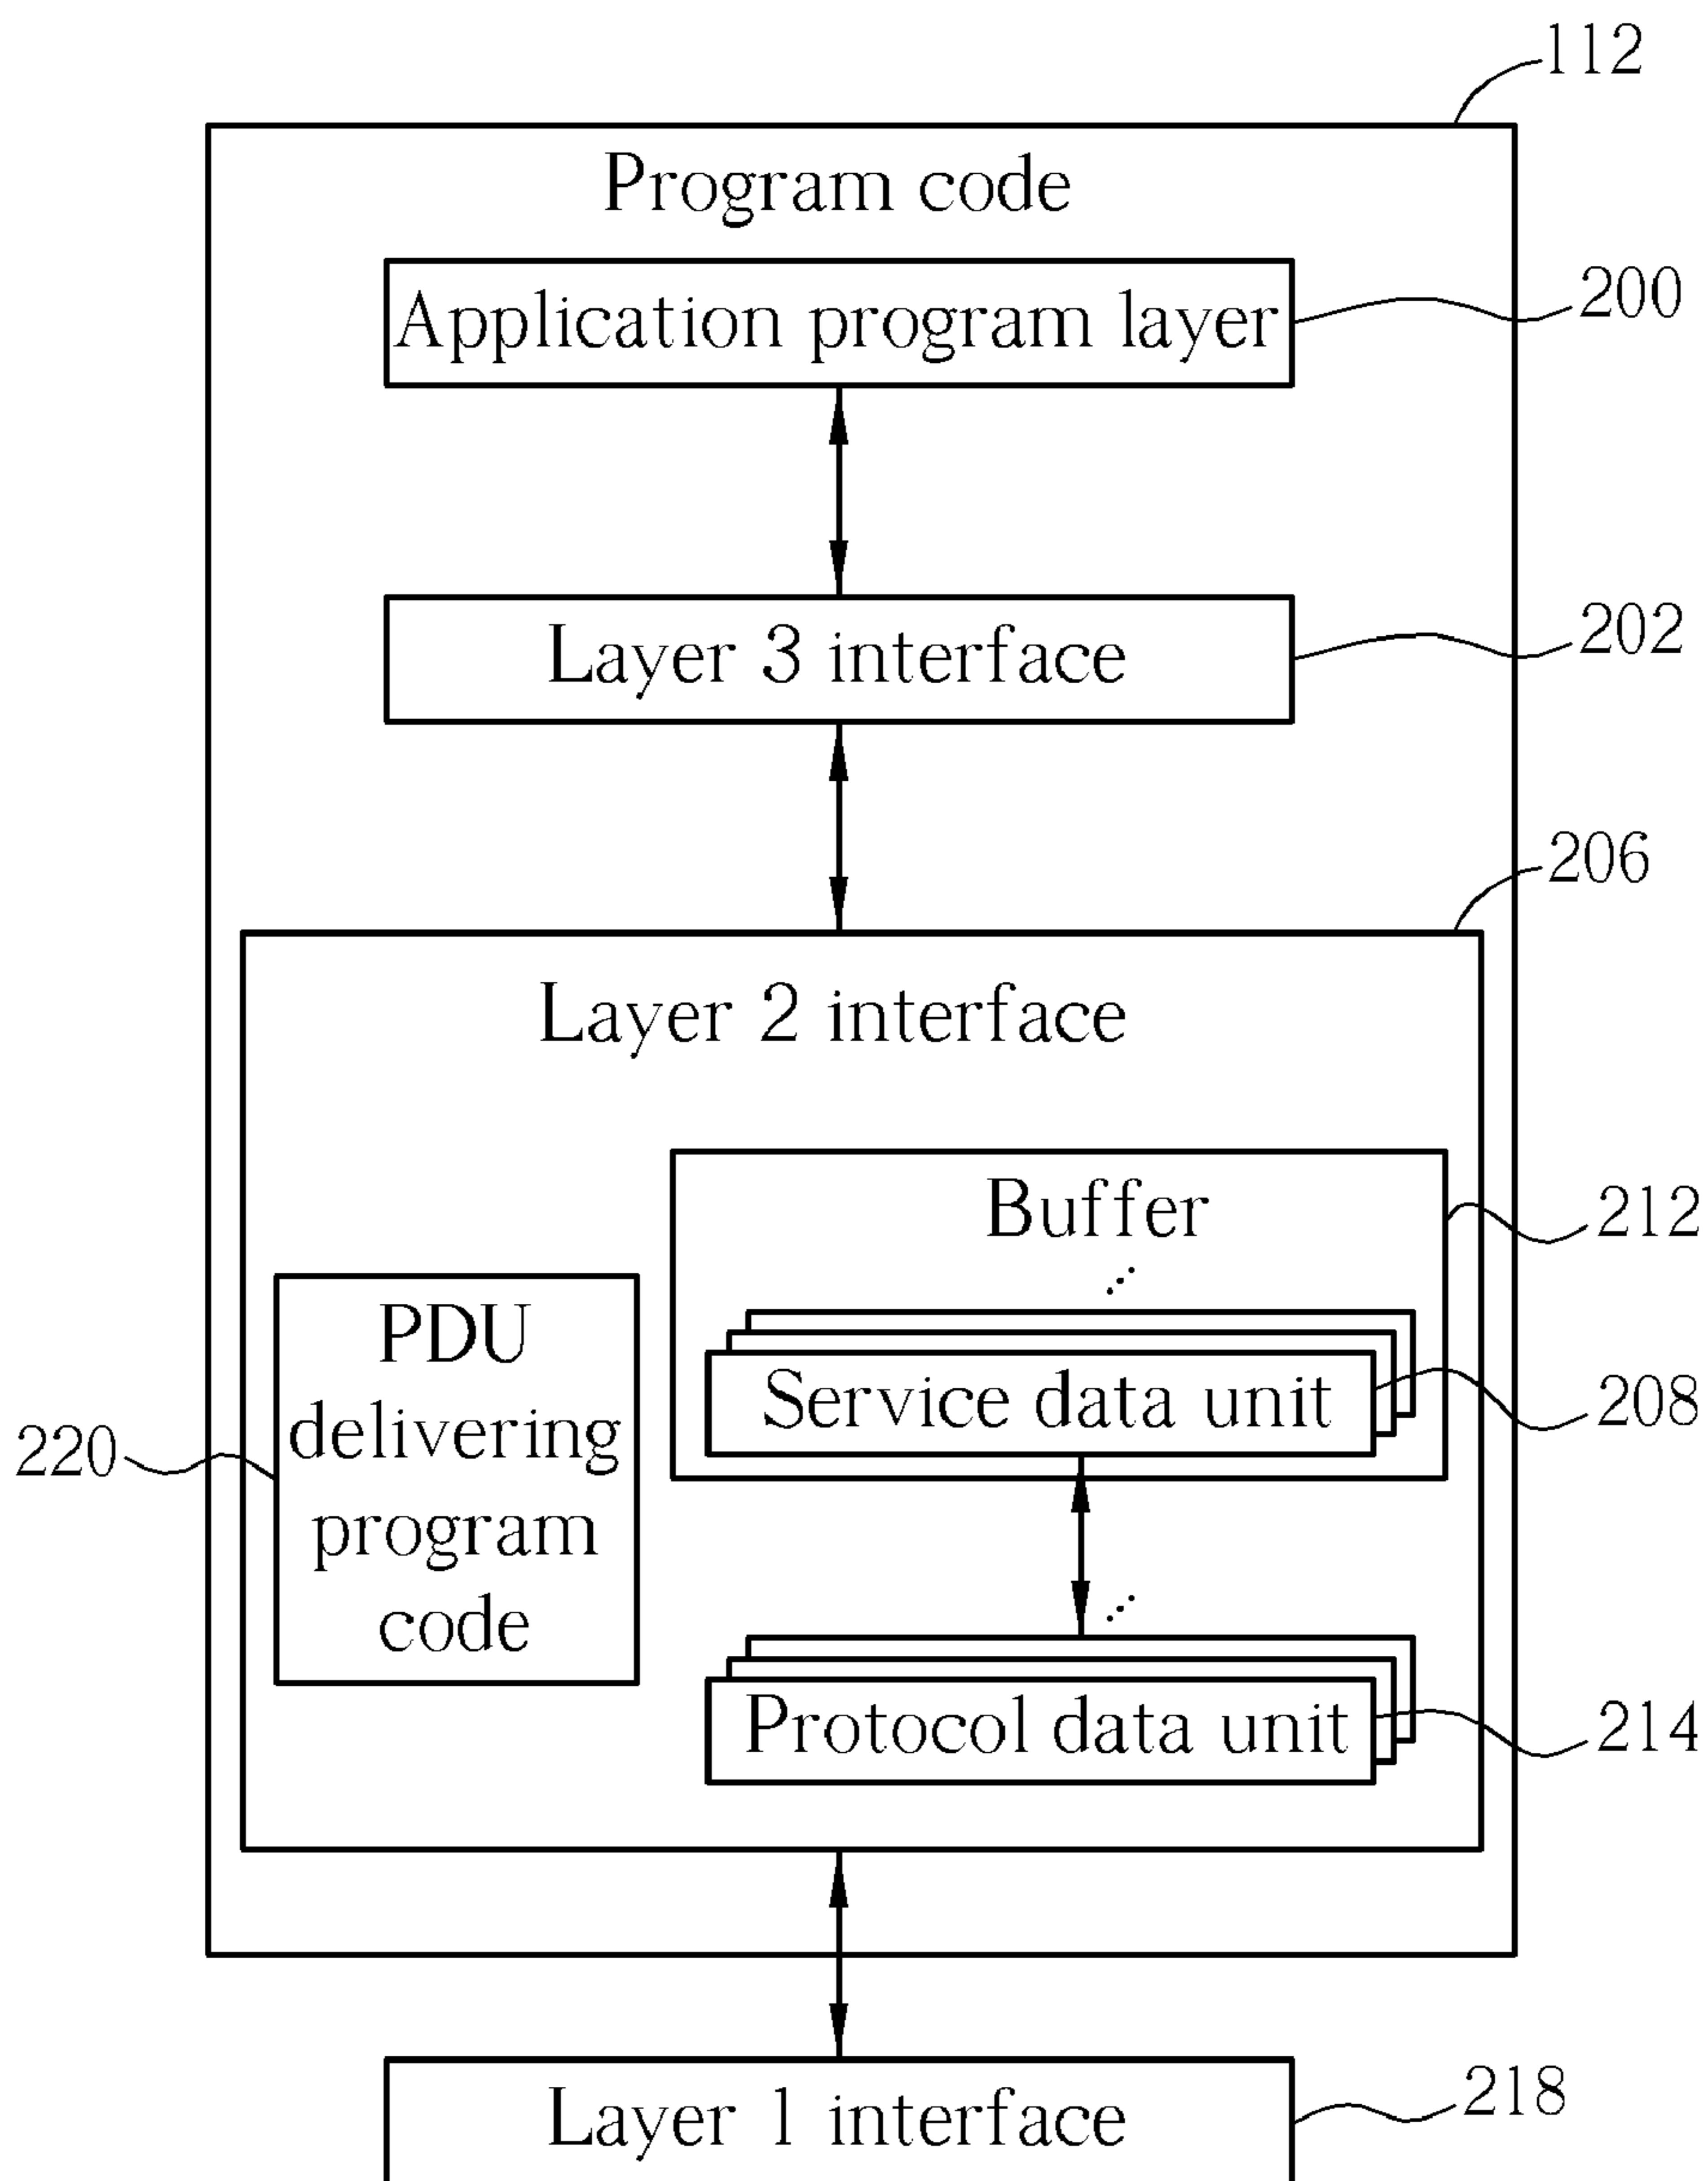 112
Program code
Application program layer
200
Layer 3 interface
202
206
Layer 2 interface
Buffer
212
PDU
delivering
program
code
220
Service data unit
208
Protocol data unit
214
Layer 1 interface
218